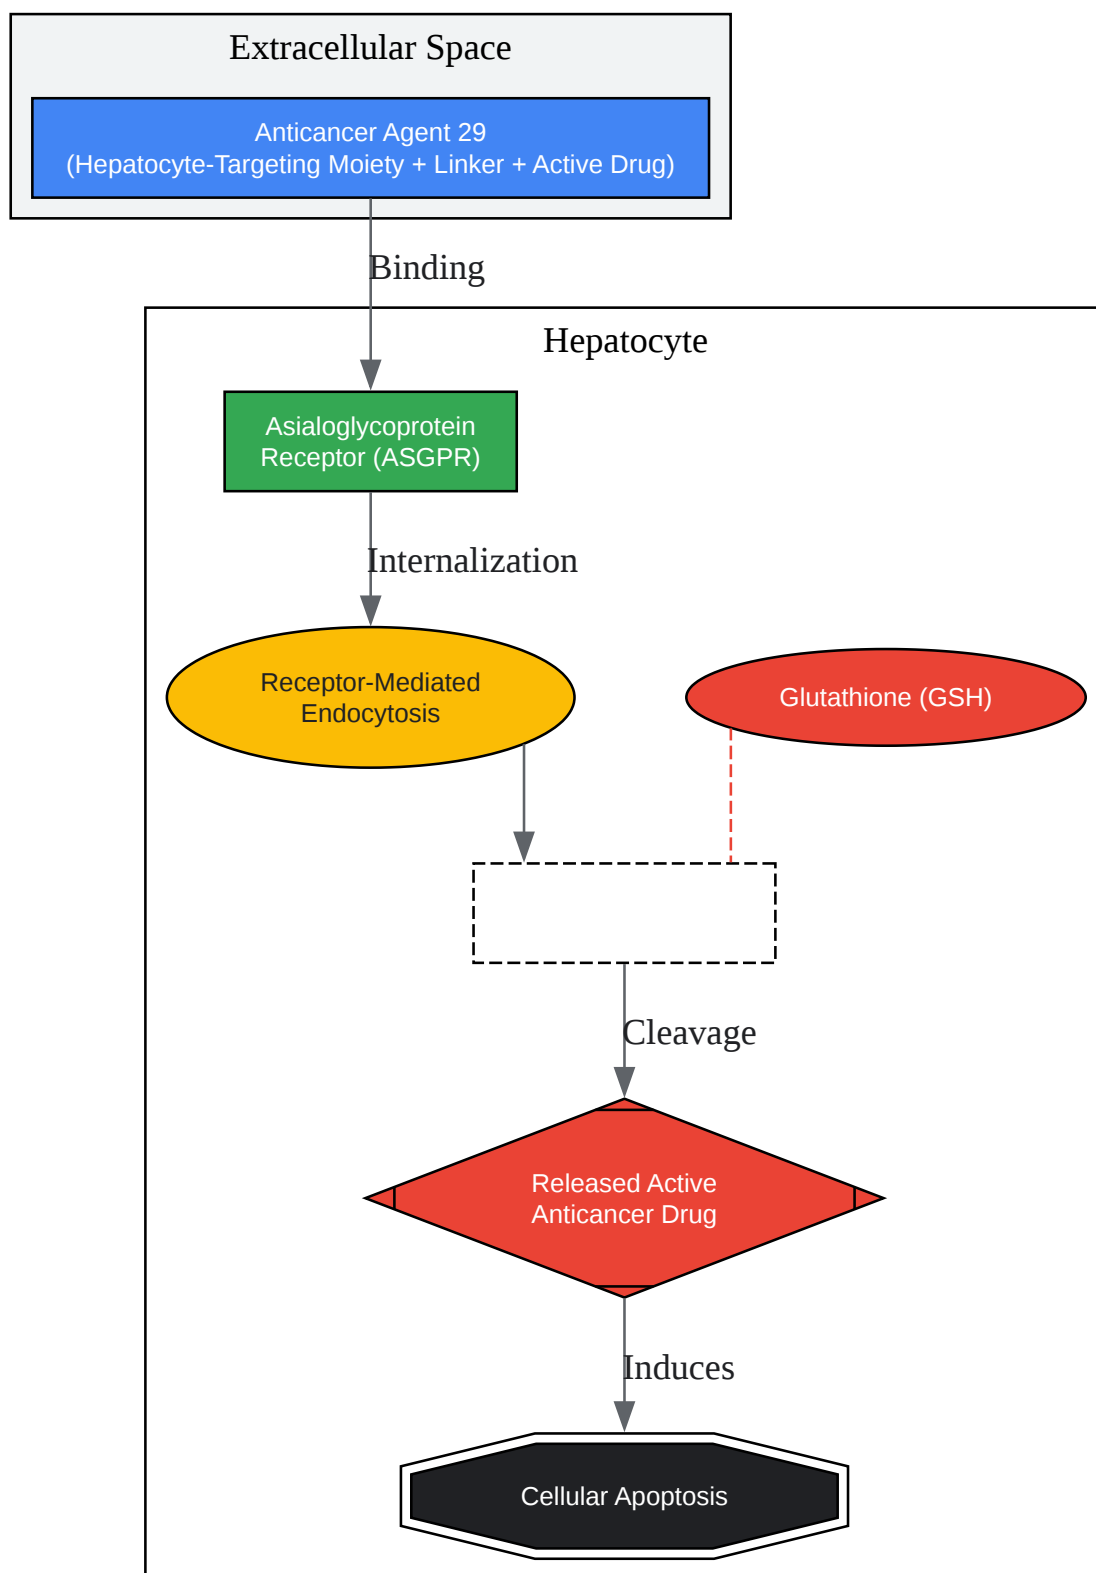 Extracellular Space
Anticancer Agent 29
(Hepatocyte-Targeting Moiety + Linker + Active Drug)
Binding
Hepatocyte
Asialoglycoprotein
Receptor (ASGPR)
Internalization
Receptor-Mediated
Endocytosis
Glutathione (GSH)
Cleavage
Released Active
Anticancer Drug
Induces
Cellular Apoptosis